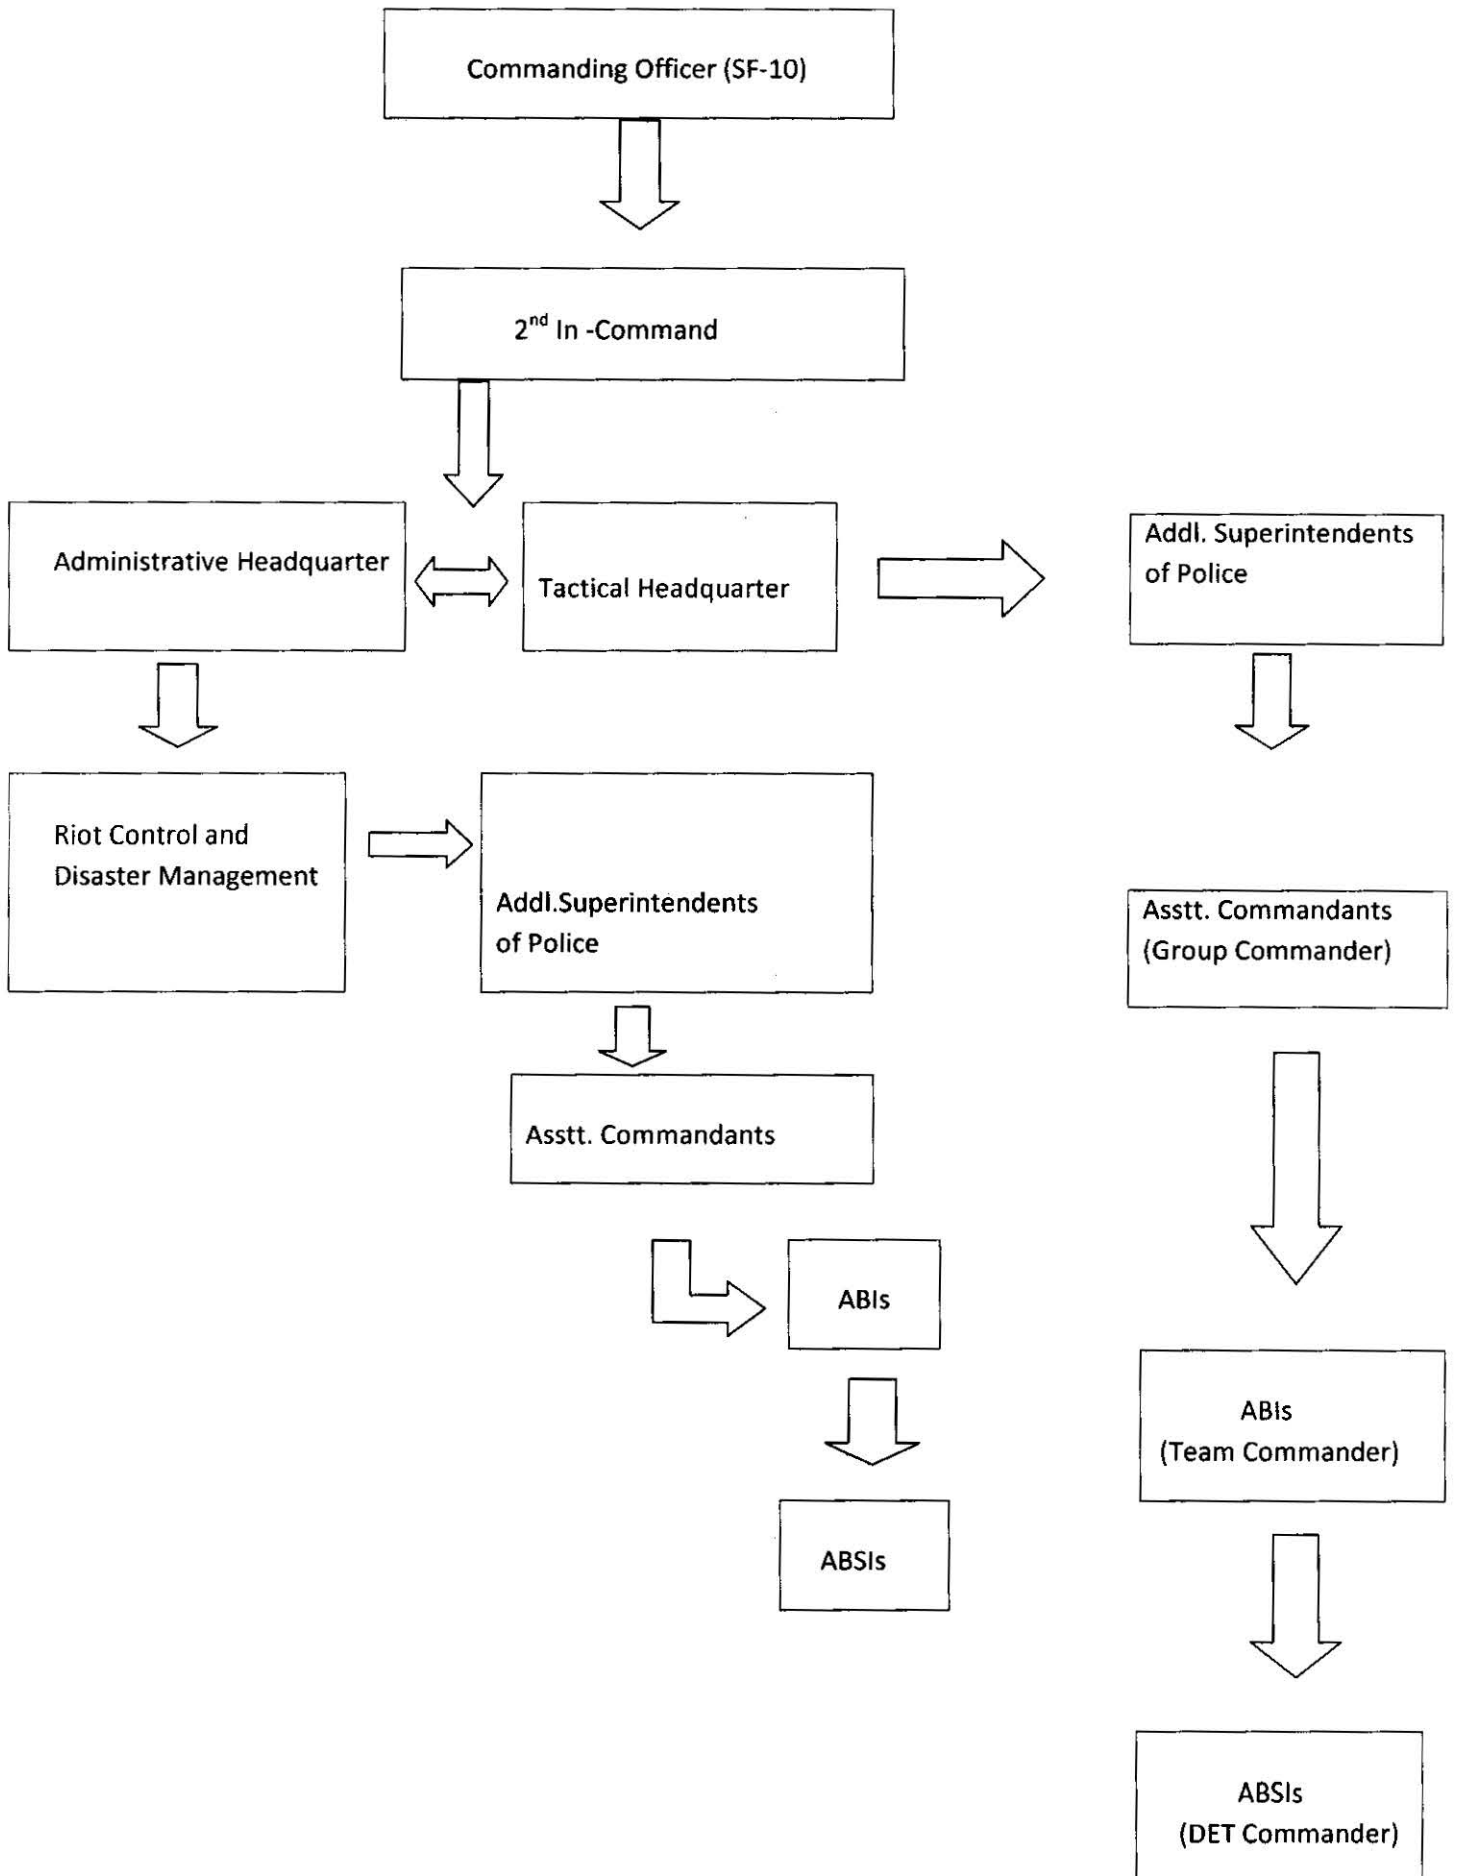 Commanding Officer (SF-10)
2nd In -Command
Administrative Headquarter
Tactical Headquarter
Addl. Superintendents
of Police
Riot Control and
Disaster Management
Addl.Superintendents
of Police
Asstt. Commandants
(Group Commander)
Asstt. Commandants
ABIs
ABIs
(Team Commander)
ABSIs
ABSIs
(DET Commander)